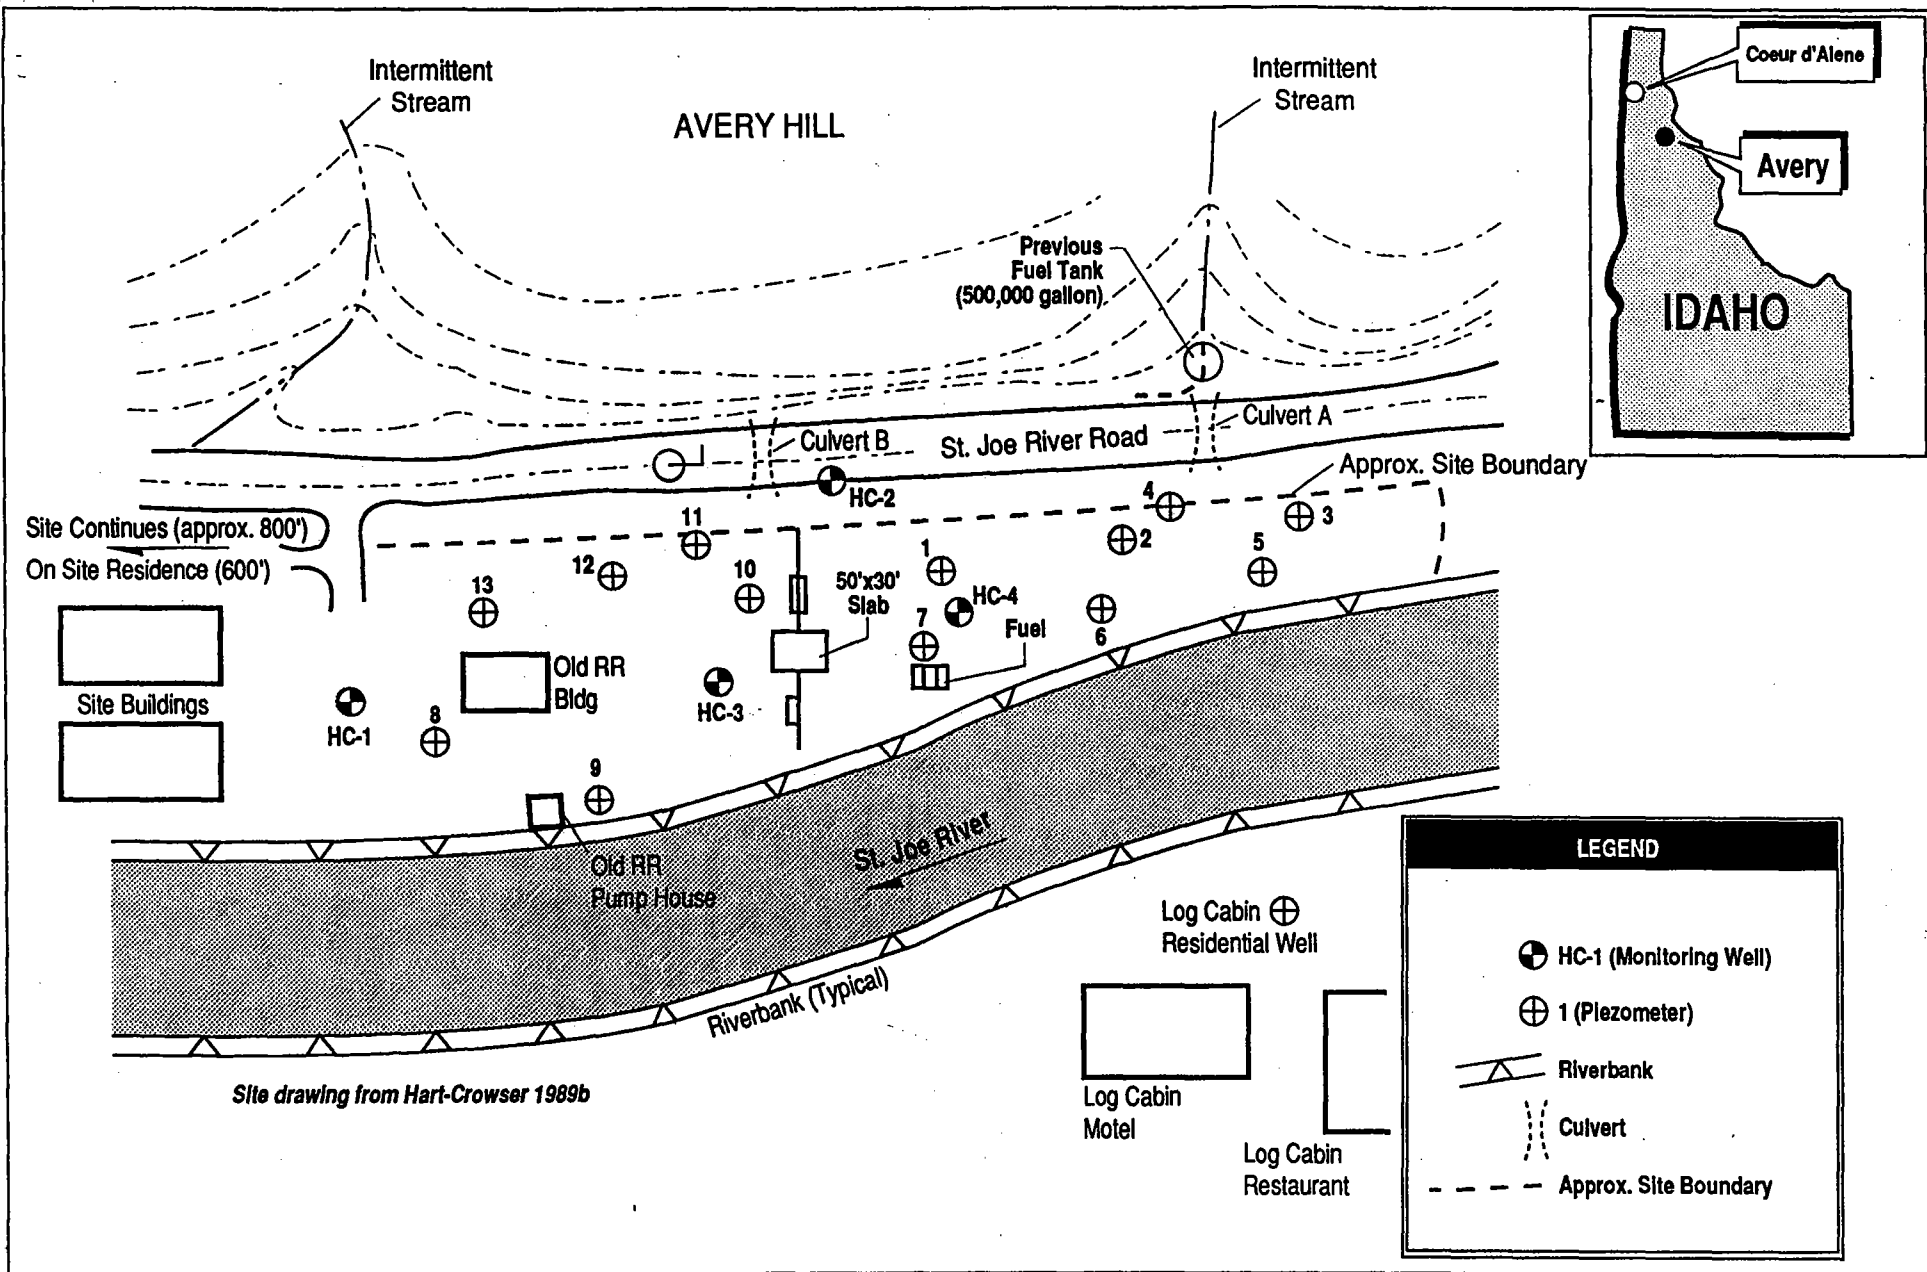 Intermittent
Stream
AVERY HILL
Intermittent
Stream
Coeur d'Alene
Avery
IDAHO
Previous
Fuel Tank
(500,000 gallon)
Culvert A
Culvert B
St. Joe River Road
Approx. Site Boundary
HC-2
Site Continues (approx. 800')
On Site Residence (600')
4
3
11
2
5
1
12
10
50'x30'
Slab
13
HC-4
7
Fuel
6
Old RR
Bldg
Site Buildings
HC-3
HC-1
8
9
Old RR
Pump House
St. Joe River
Riverbank (Typical)
Log Cabin
Residential Well
Log Cabin
Motel
Log Cabin
Restaurant
Site drawing from Hart-Crowser 1989b
LEGEND
HC-1 (Monitoring Well)
1 (Piezometer)
Riverbank
Culvert
Approx. Site Boundary